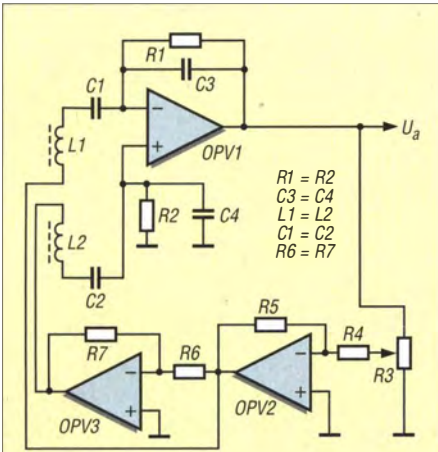 R1
C1
C3
−
L1
+
OPV1
U_a
R1 = R2
C3 = C4
L1 = L2
C1 = C2
R6 = R7
R2
C4
L2
C2
R5
R7
R4
R6
−
−
R3
+
+
OPV2
OPV3